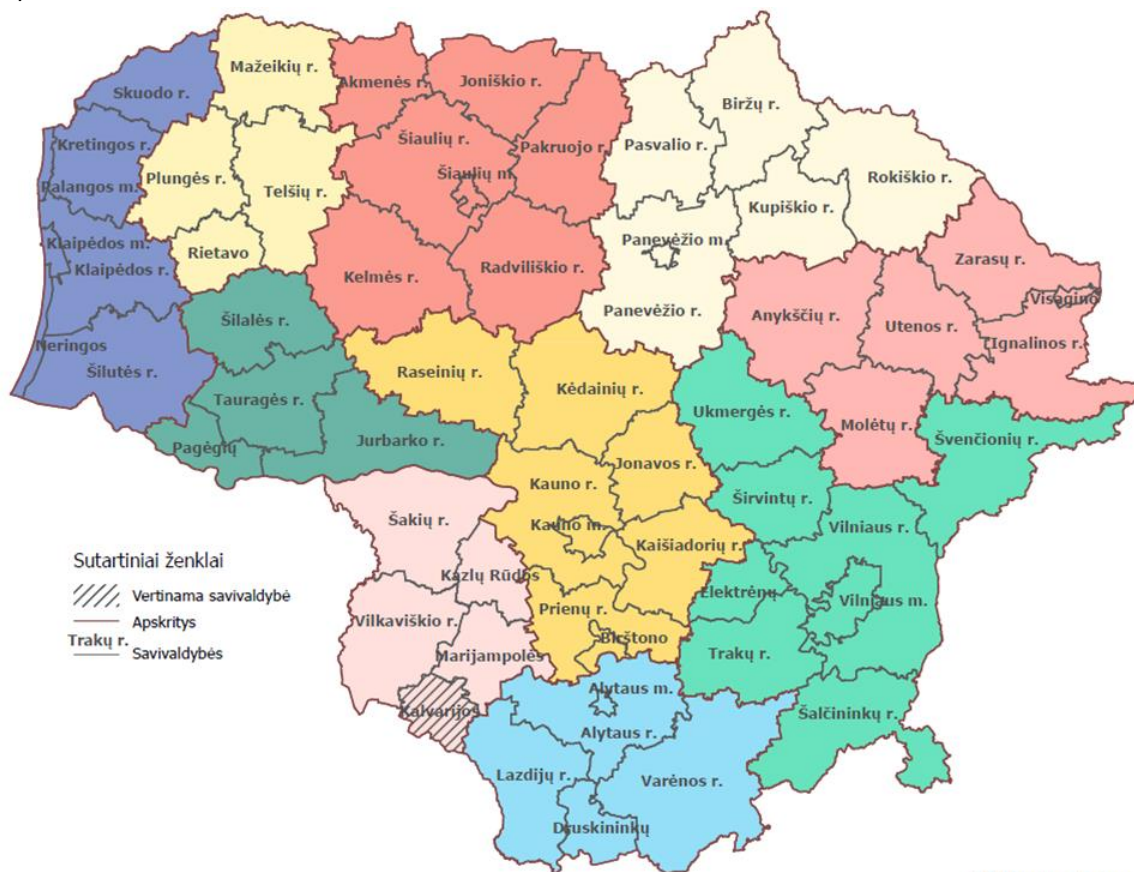 Mažeikių r.
Skuodo r.
Akmenės r.
Joniškio r.
Biržų r.
Kretingos r.
Šiaulių r.
Pakruojo r.
Pasvalio r.
Plungės r.
Telšių r.
Šiaulių m.
Rokiškio r.
Palangos m.
Kupiškio r.
Klaipėdos m.
Rietavo
Panevėžio m.
Klaipėdos r.
Kelmės r.
Radviliškio r.
Zarasų r.
Visagino
Šilalės r.
Panevėžio r.
Anykščių r.
Utenos r.
Ignalinos r.
Neringos
Šilutės r.
Raseinių r.
Kėdainių r.
Tauragės r.
Ukmergės r.
Molėtų r.
Švenčionių r.
Pagėgių
Jurbarko r.
Jonavos r.
Kauno r.
Širvintų r.
Šakių r.
Kauno m.
Vilniaus r.
Kaišiadorių r.
Kazlų Rūdos
Elektrėnų
Vilniaus m.
Prienų r.
Vilkaviškio r.
Birštono
Marijampolės
Trakų r.
Alytaus m.
Kalvarijos
Šalčininkų r.
Alytaus r.
Lazdijų r.
Varėnos r.
Druskininkų
Sutartiniai ženklai
Vertinama savivaldybė
Apskritys
Trakų r.
Savivaldybės